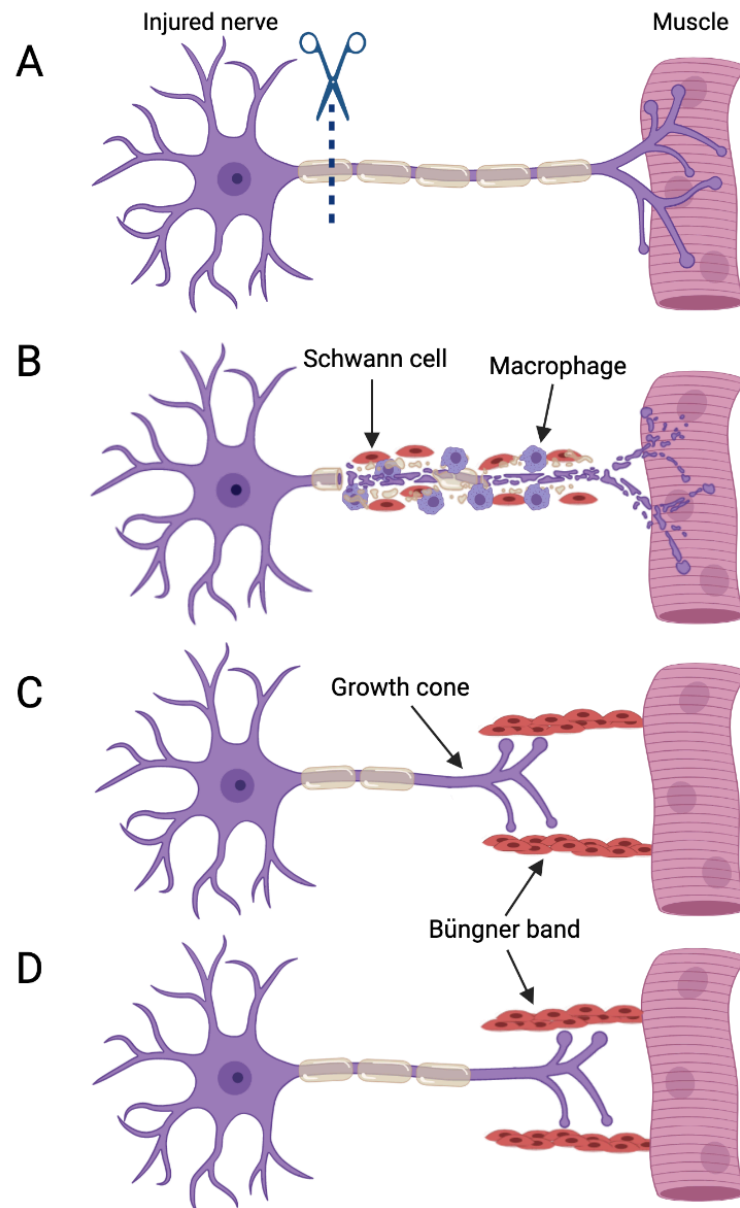 Injured nerve
Muscle
A
B
Schwann cell
Macrophage
C
Growth cone
Büngner band
D